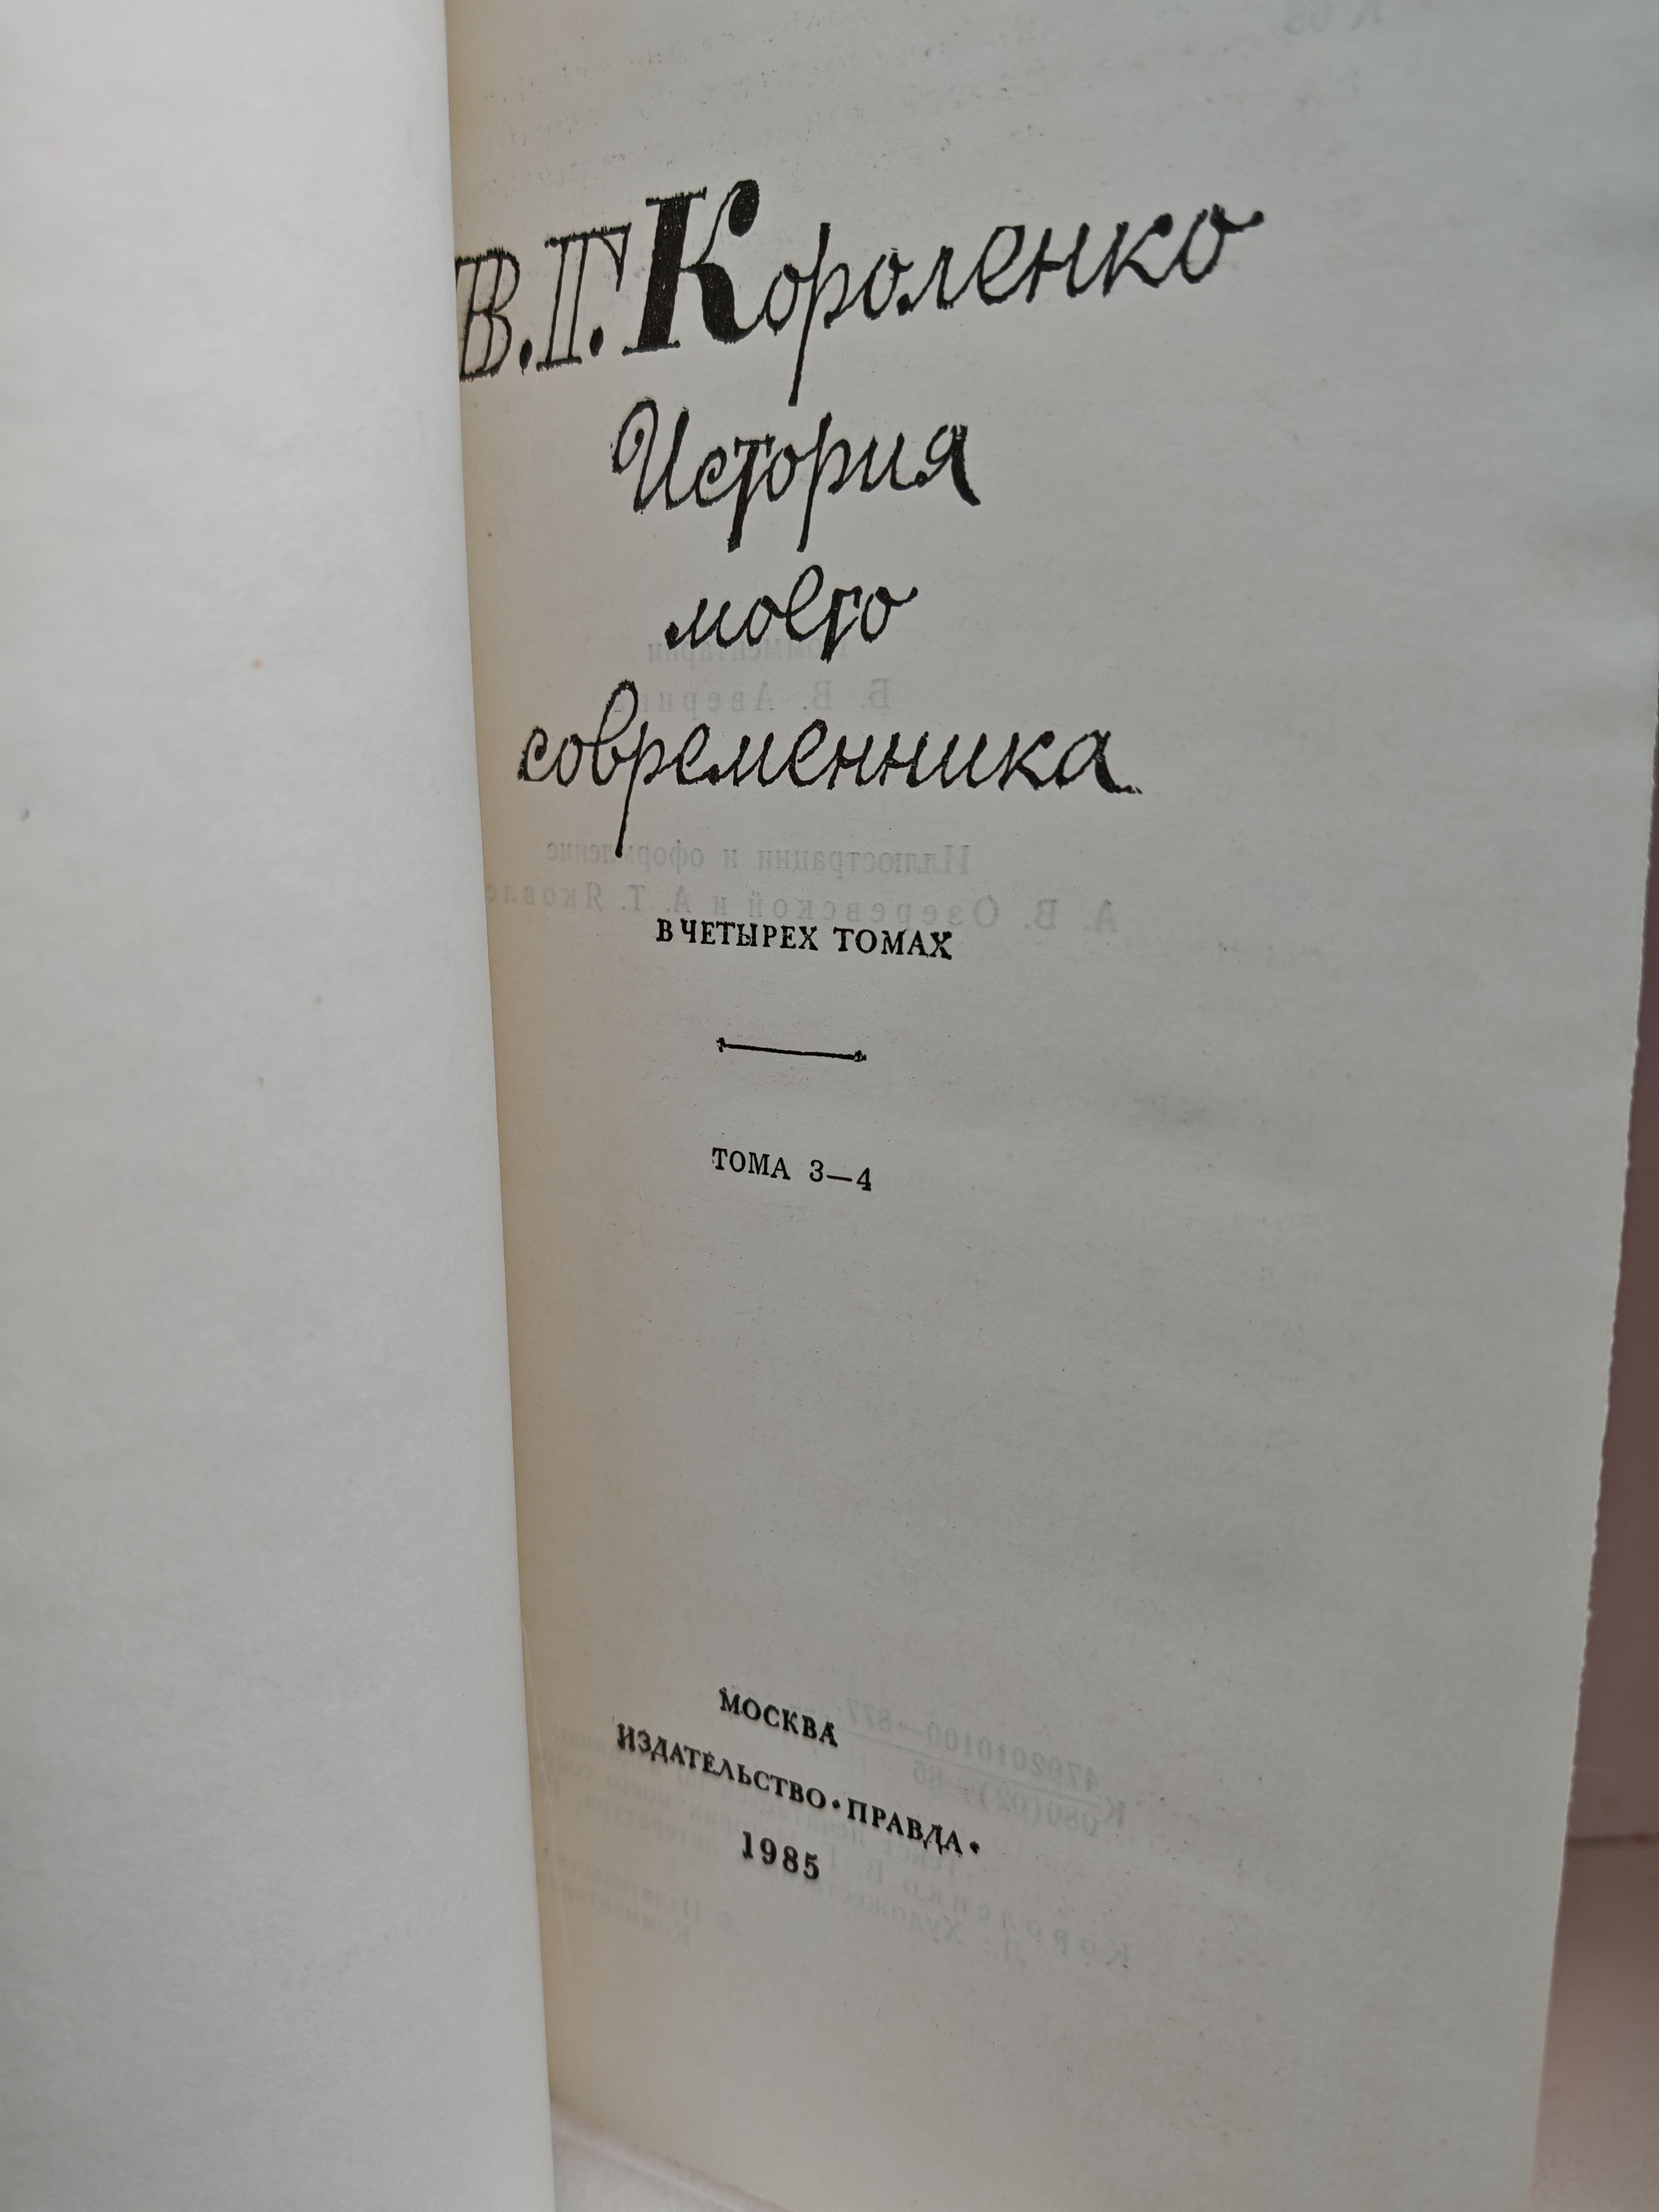 В.Г. Короленко
История
моего
современника
В ЧЕТЫРЕХ ТОМАХ
ТОМА 3—4
МОСКВА
ИЗДАТЕЛЬСТВО •ПРАВДА•
1985